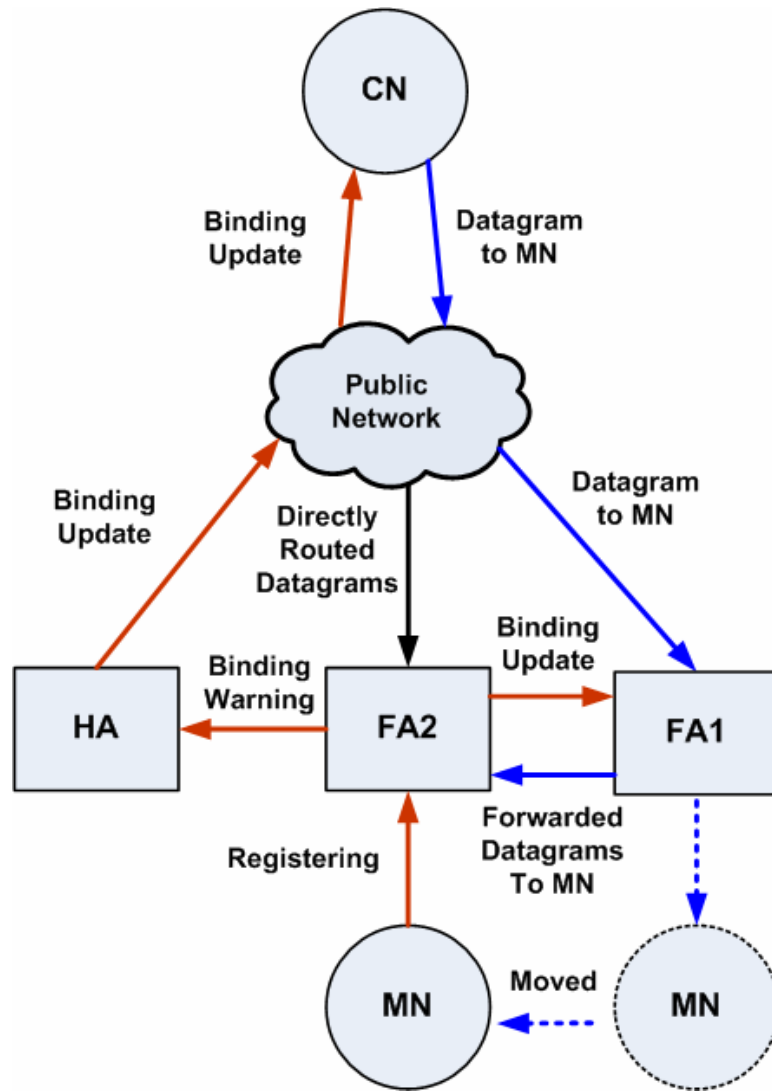 CN
Binding
Update
Datagram
to MN
Public
Network
Binding
Update
Directly
Routed
Datagrams
Datagram
to MN
Binding
Warning
Binding
Update
HA
FA2
FA1
Registering
Forwarded
Datagrams
To MN
MN
Moved
MN